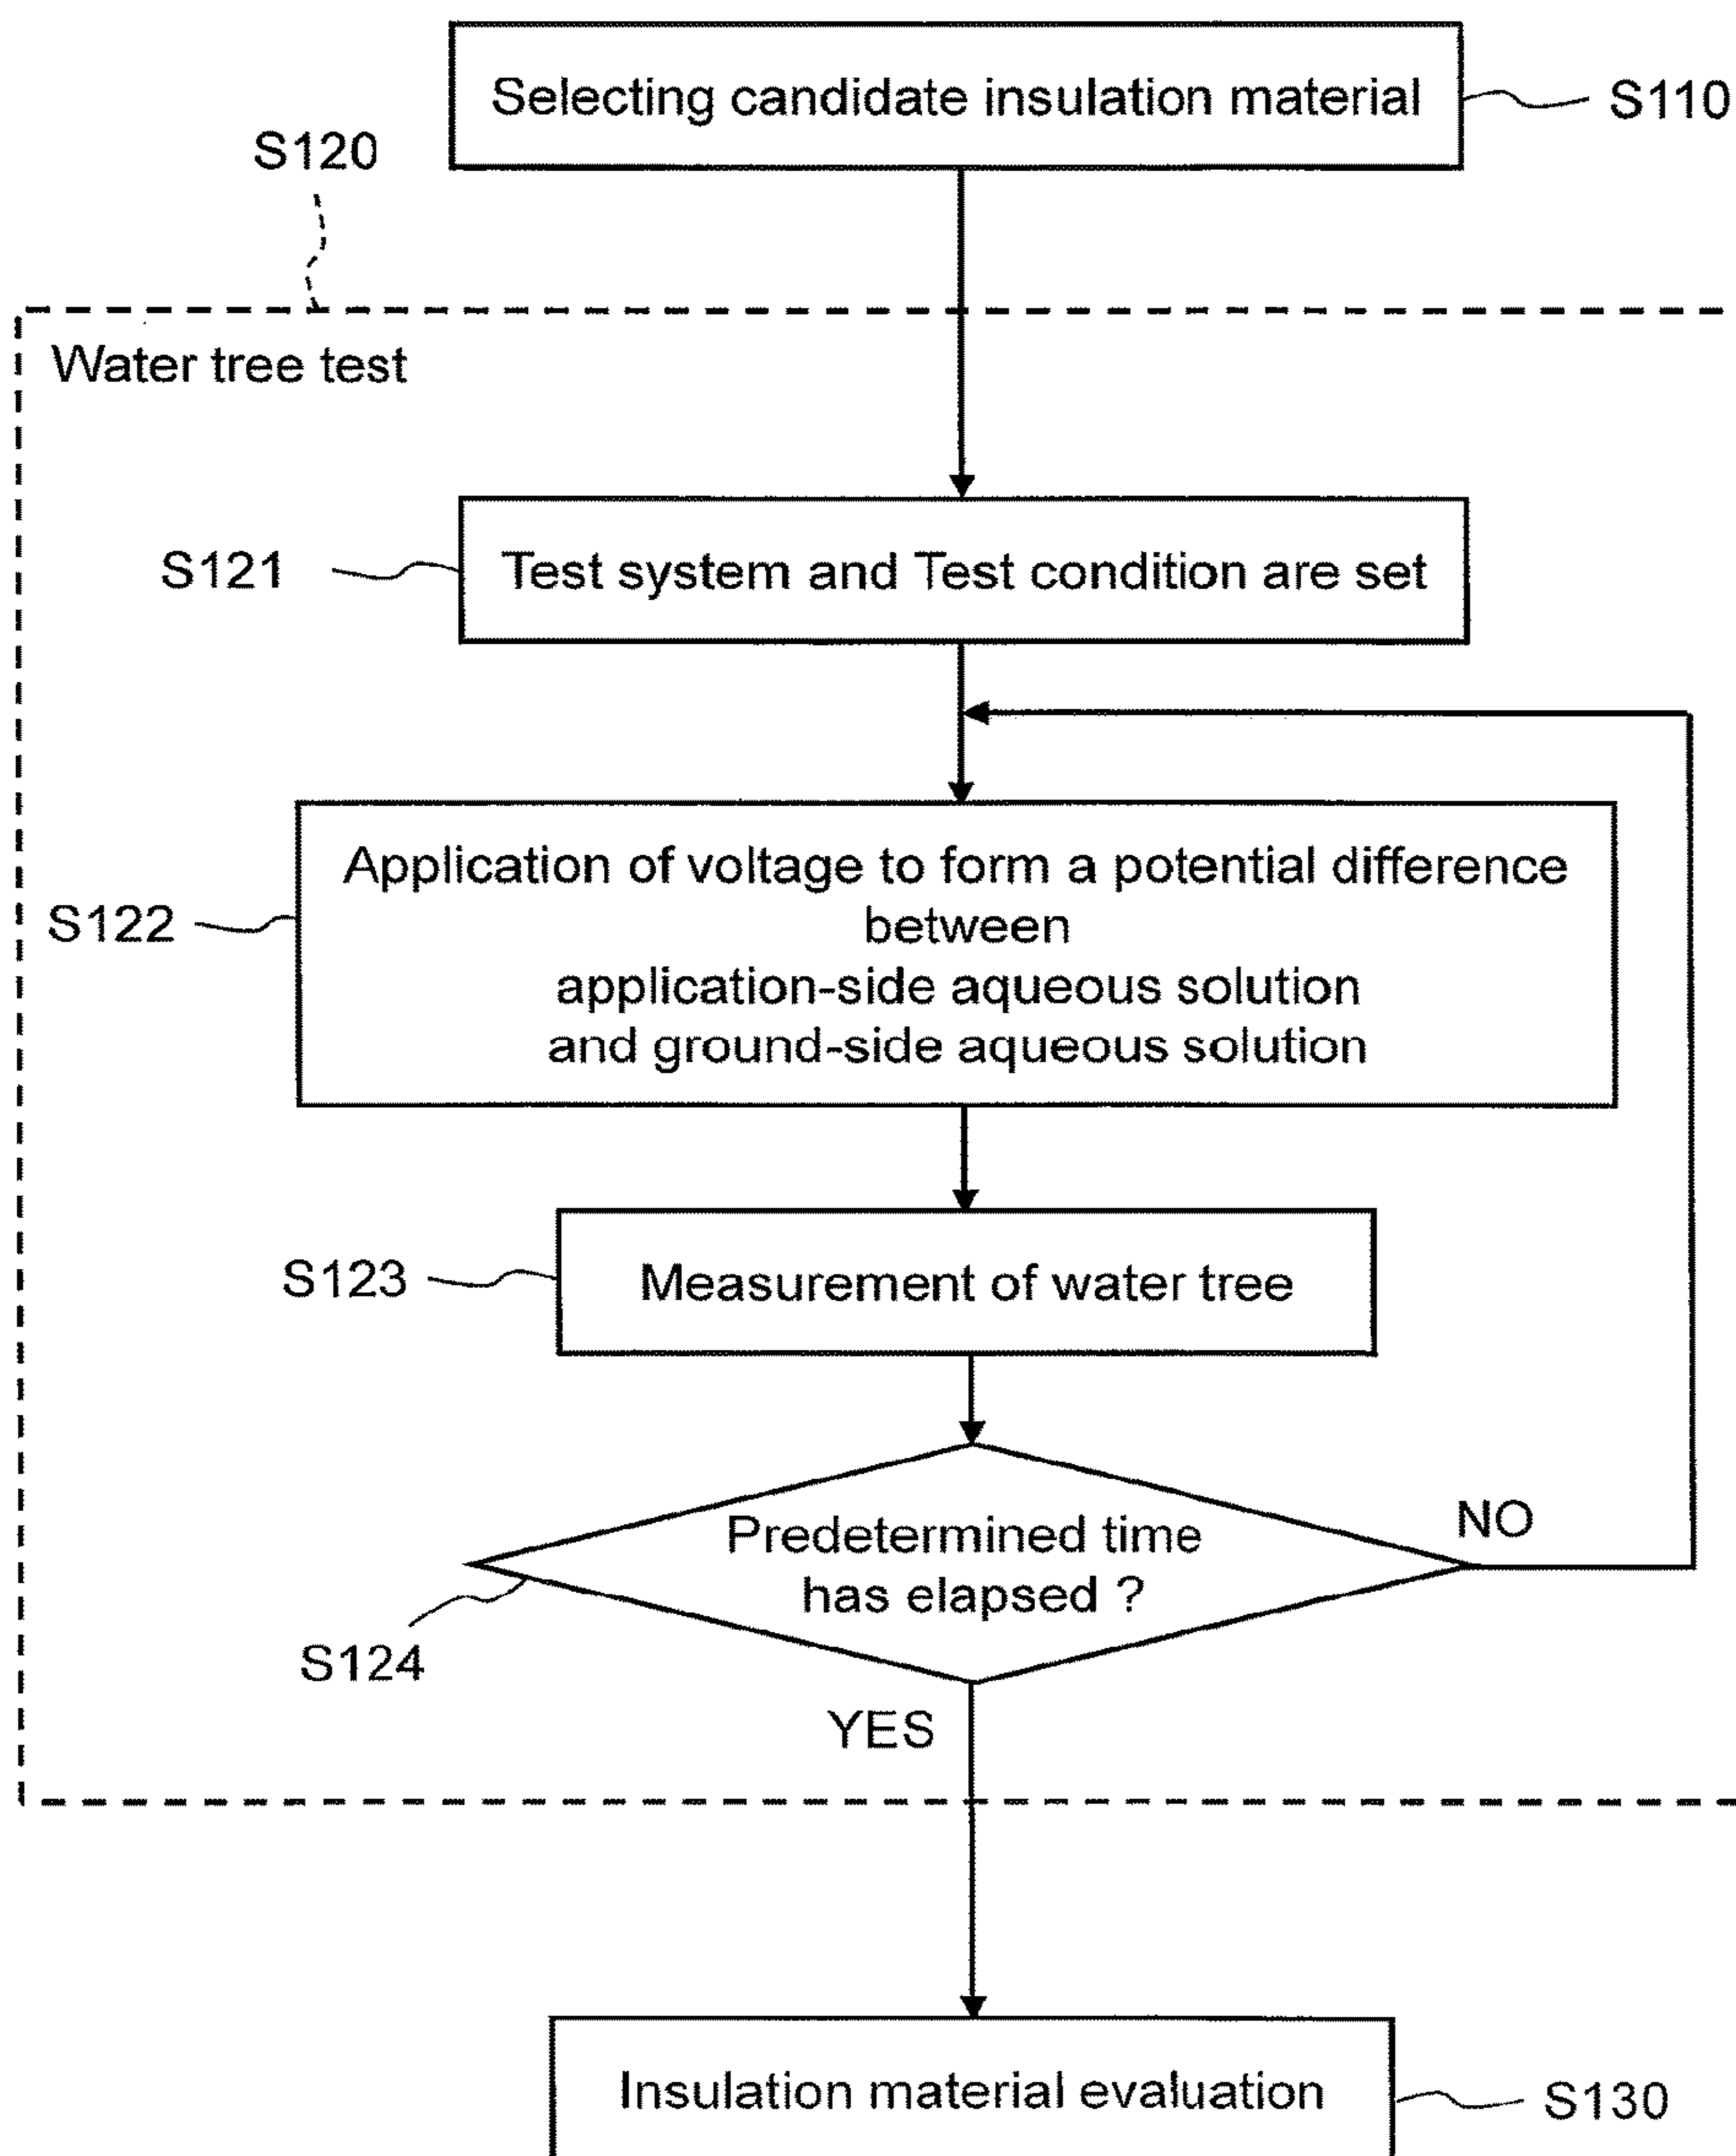 Selecting candidate insulation material
S110
S120
Water tree test
S121
Test system and Test condition are set
Application of voltage to form a potential difference
between
application-side aqueous solution
and ground-side aqueous solution
S122
S123
Measurement of water tree
Predetermined time
has elapsed ?
NO
S124
YES
Insulation material evaluation
S130